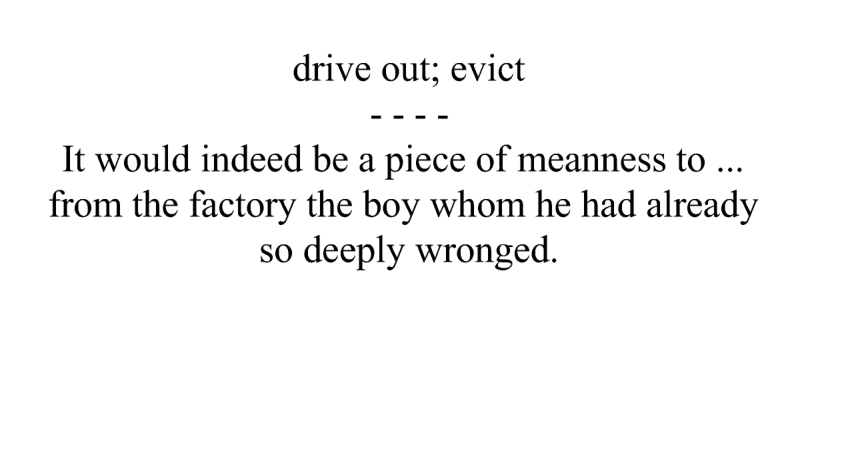 drive out; evict
- - - -
It would indeed be a piece of meanness to ...
from the factory the boy whom he had already
so deeply wronged.